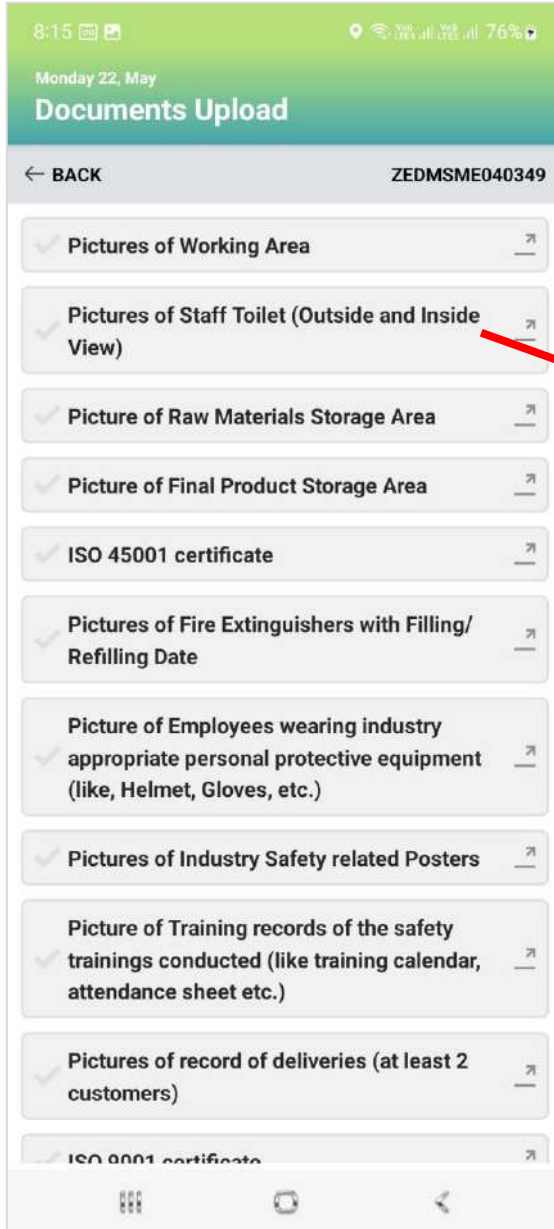 8:15 76%
Monday 22, May
Documents Upload
← BACK ZEDMSME040349
Pictures of Working Area
Pictures of Staff Toilet (Outside and Inside
View)
Picture of Raw Materials Storage Area
Picture of Final Product Storage Area
ISO 45001 certificate
Pictures of Fire Extinguishers with Filling/
Refilling Date
Picture of Employees wearing industry
appropriate personal protective equipment
(like, Helmet, Gloves, etc.)
Pictures of Industry Safety related Posters
Picture of Training records of the safety
trainings conducted (like training calendar,
attendance sheet etc.)
Pictures of record of deliveries (at least 2
customers)
ISO 9001 certificate